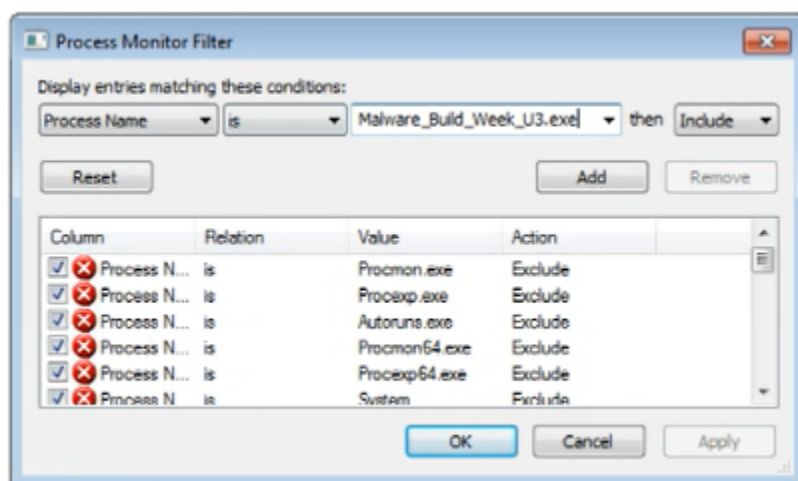 Process Monitor Filter
Display entries matching these conditions:
Process Name is Malware_Build_Week_U3.exe then Include
Reset Add Remove
Column Relation Value Action
Process N... is Procmon.exe Exclude
Process N... is Procexp.exe Exclude
Process N... is Autoruns.exe Exclude
Process N... is Procmon64.exe Exclude
Process N... is Procexp64.exe Exclude
Process N... is System Exclude
OK Cancel Apply